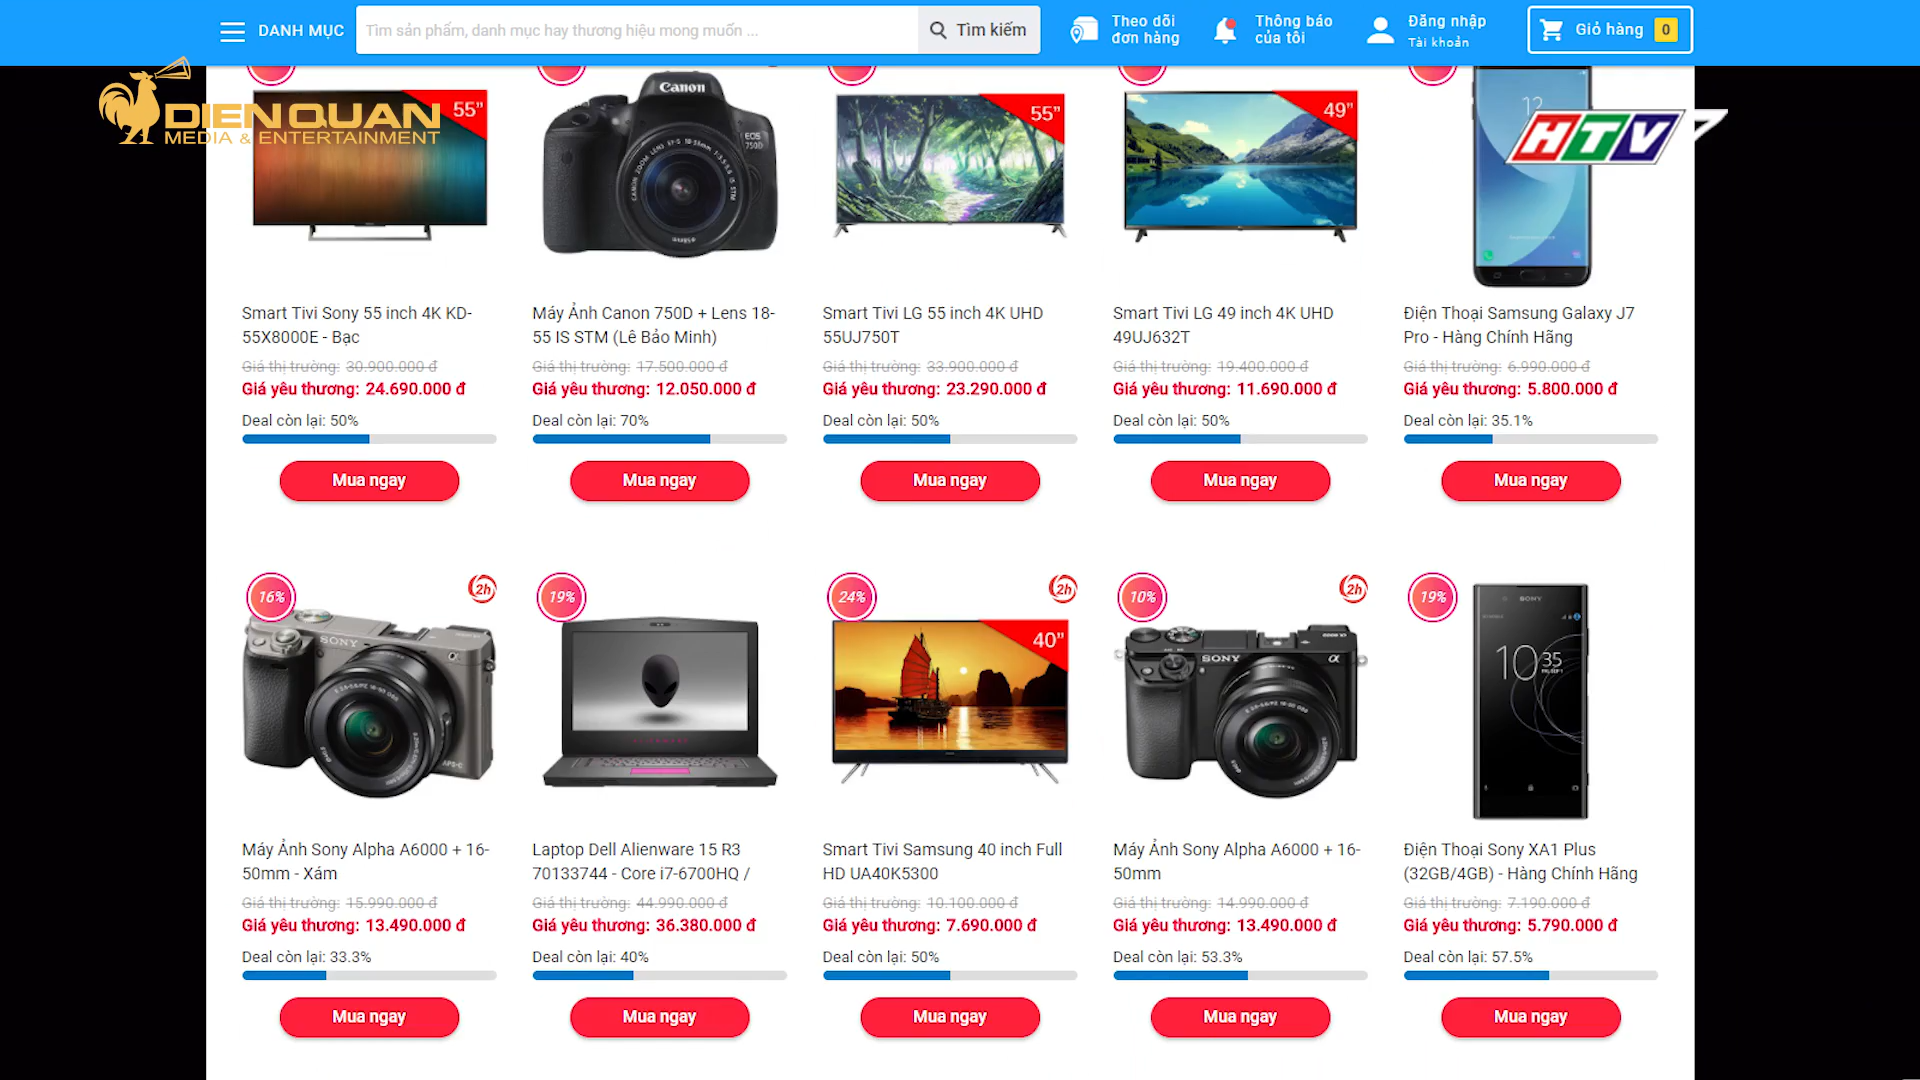 DANH MỤC
Tìm sản phẩm, danh mục hay thương hiệu mong muốn ...
Tìm kiếm
Theo dõi
đơn hàng
Thông báo
của tôi
Đăng nhập
Tài khoản
Giỏ hàng 0
DIEN QUAN
MEDIA & ENTERTAINMENT
HTV7
55”
Canon
EOS
750D
55”
49”
12
Smart Tivi Sony 55 inch 4K KD-
55X8000E - Bạc
Giá thị trường: 30.900.000 đ
Giá yêu thương: 24.690.000 đ
Deal còn lại: 50%
Mua ngay
Máy Ảnh Canon 750D + Lens 18-
55 IS STM (Lê Bảo Minh)
Giá thị trường: 17.500.000 đ
Giá yêu thương: 12.050.000 đ
Deal còn lại: 70%
Mua ngay
Smart Tivi LG 55 inch 4K UHD
55UJ750T
Giá thị trường: 33.900.000 đ
Giá yêu thương: 23.290.000 đ
Deal còn lại: 50%
Mua ngay
Smart Tivi LG 49 inch 4K UHD
49UJ632T
Giá thị trường: 19.400.000 đ
Giá yêu thương: 11.690.000 đ
Deal còn lại: 50%
Mua ngay
Điện Thoại Samsung Galaxy J7
Pro - Hàng Chính Hãng
Giá thị trường: 6.990.000 đ
Giá yêu thương: 5.800.000 đ
Deal còn lại: 35.1%
Mua ngay
16%
2h
SONY
Máy Ảnh Sony Alpha A6000 + 16-
50mm - Xám
Giá thị trường: 15.990.000 đ
Giá yêu thương: 13.490.000 đ
Deal còn lại: 33.3%
Mua ngay
19%
Laptop Dell Alienware 15 R3
70133744 - Core i7-6700HQ /
Giá thị trường: 44.990.000 đ
Giá yêu thương: 36.380.000 đ
Deal còn lại: 40%
Mua ngay
24%
2h
40”
Smart Tivi Samsung 40 inch Full
HD UA40K5300
Giá thị trường: 10.100.000 đ
Giá yêu thương: 7.690.000 đ
Deal còn lại: 50%
Mua ngay
10%
2h
SONY
Máy Ảnh Sony Alpha A6000 + 16-
50mm
Giá thị trường: 14.990.000 đ
Giá yêu thương: 13.490.000 đ
Deal còn lại: 53.3%
Mua ngay
19%
SONY
10 35
Điện Thoại Sony XA1 Plus
(32GB/4GB) - Hàng Chính Hãng
Giá thị trường: 7.190.000 đ
Giá yêu thương: 5.790.000 đ
Deal còn lại: 57.5%
Mua ngay